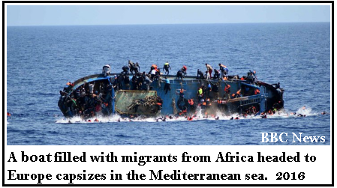 BBC News
A boat filled with migrants from Africa headed to
Europe capsizes in the Mediterranean sea.  2016